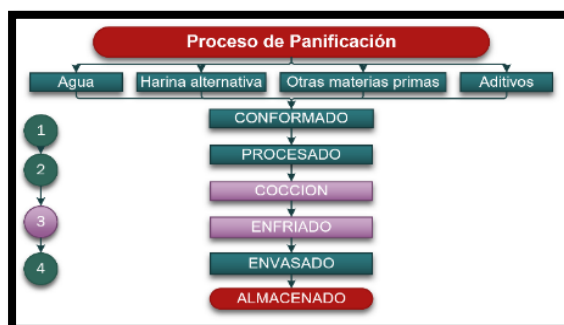 Proceso de Panificación
Agua
Harina alternativa
Otras materias primas
Aditivos
CONFORMADO
PROCESADO
COCCION
ENFRIADO
ENVASADO
ALMACENADO
1
2
3
4